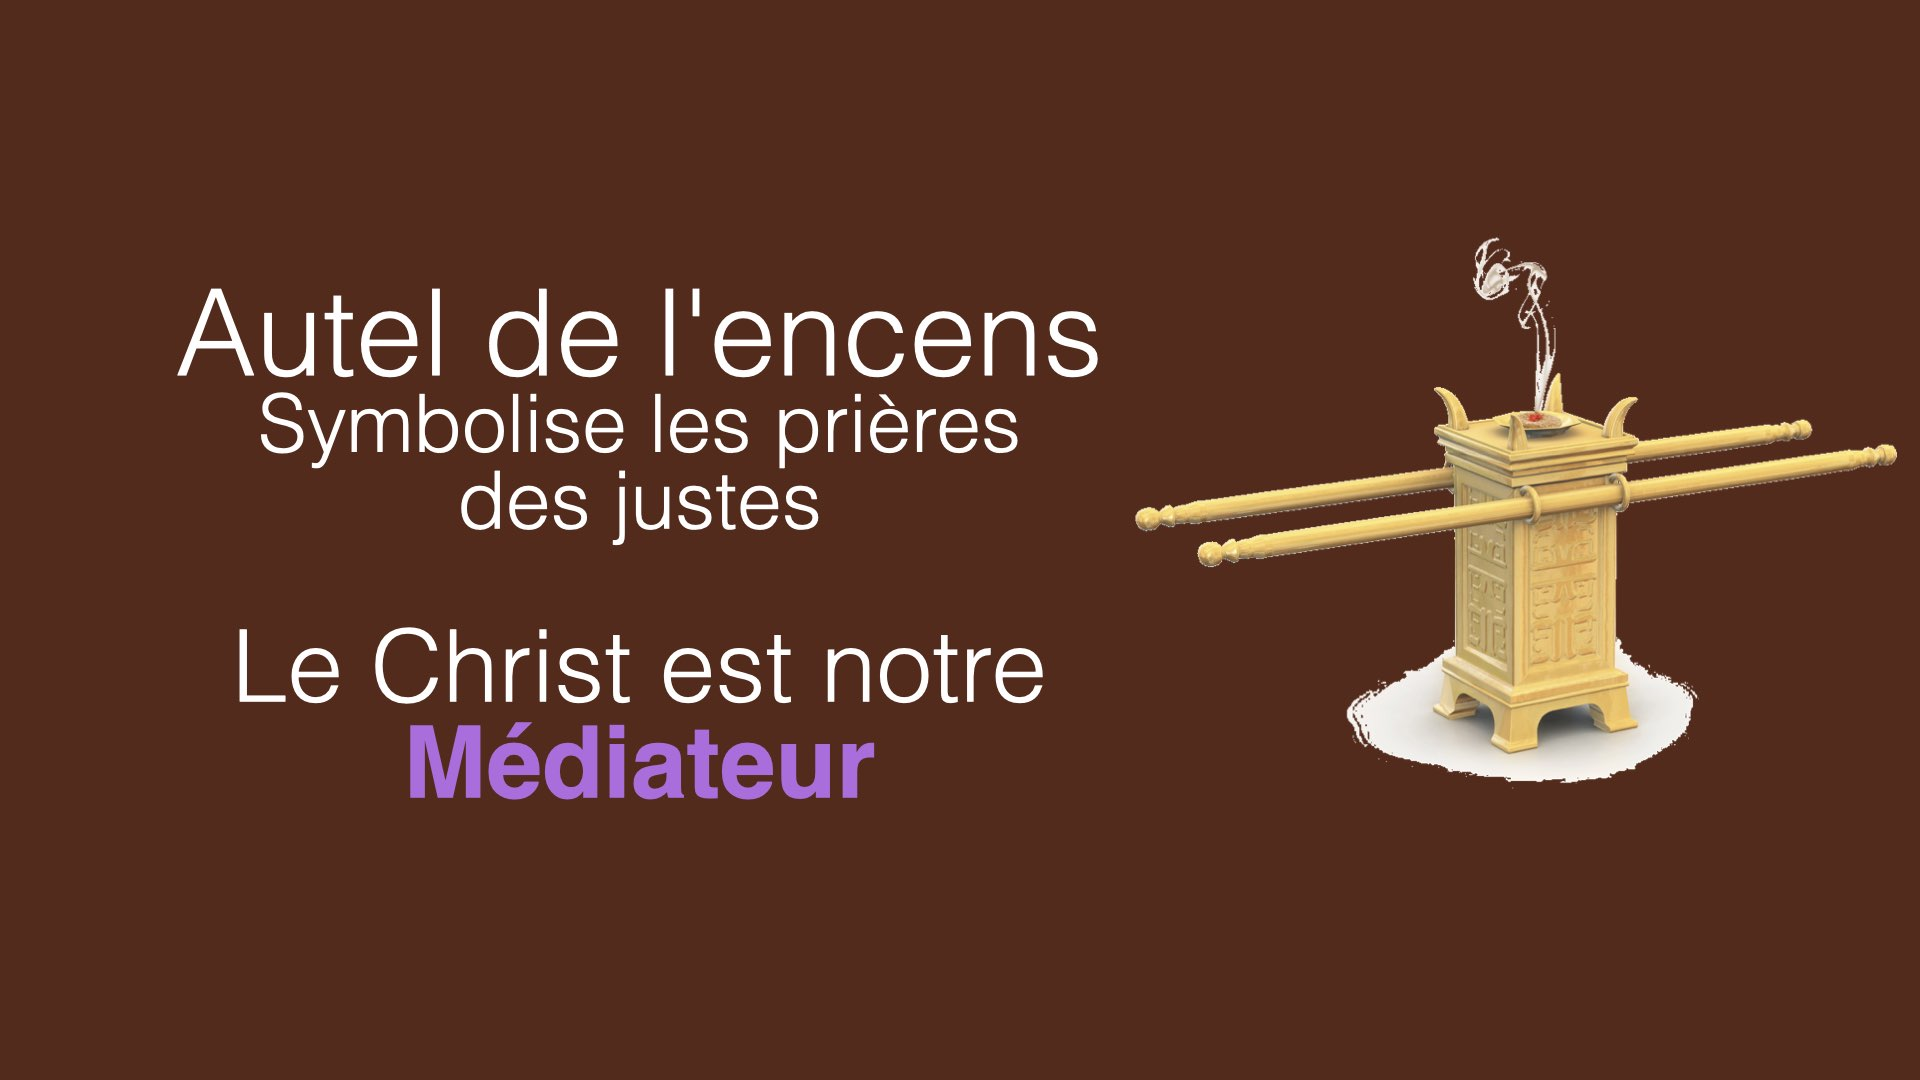 Autel de l'encens
Symbolise les prières
des justes
Le Christ est notre
Médiateur